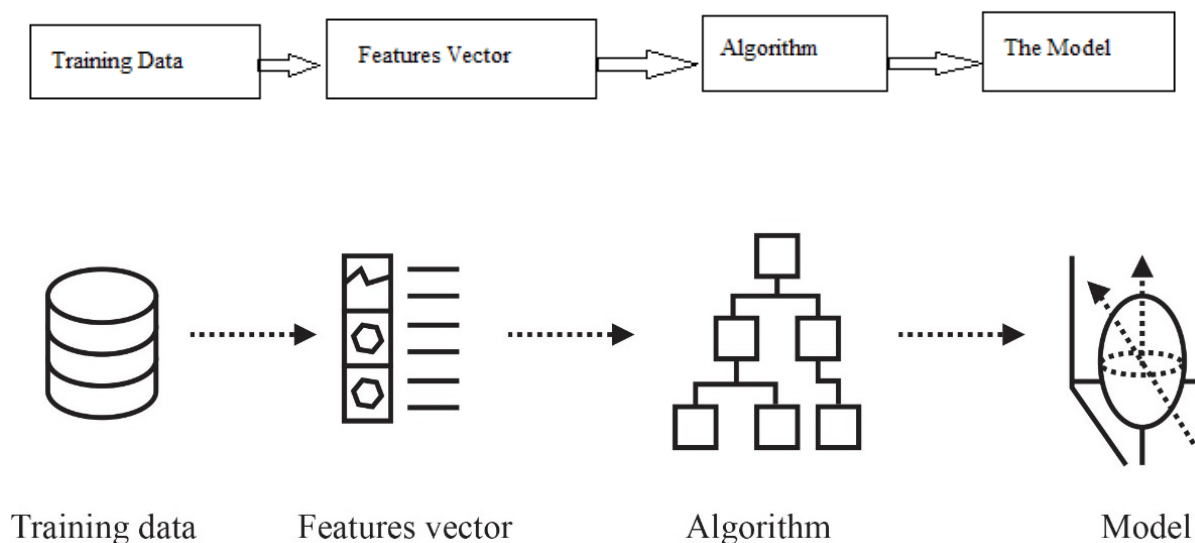 Training Data
Features Vector
Algorithm
The Model
Training data
Features vector
Algorithm
Model